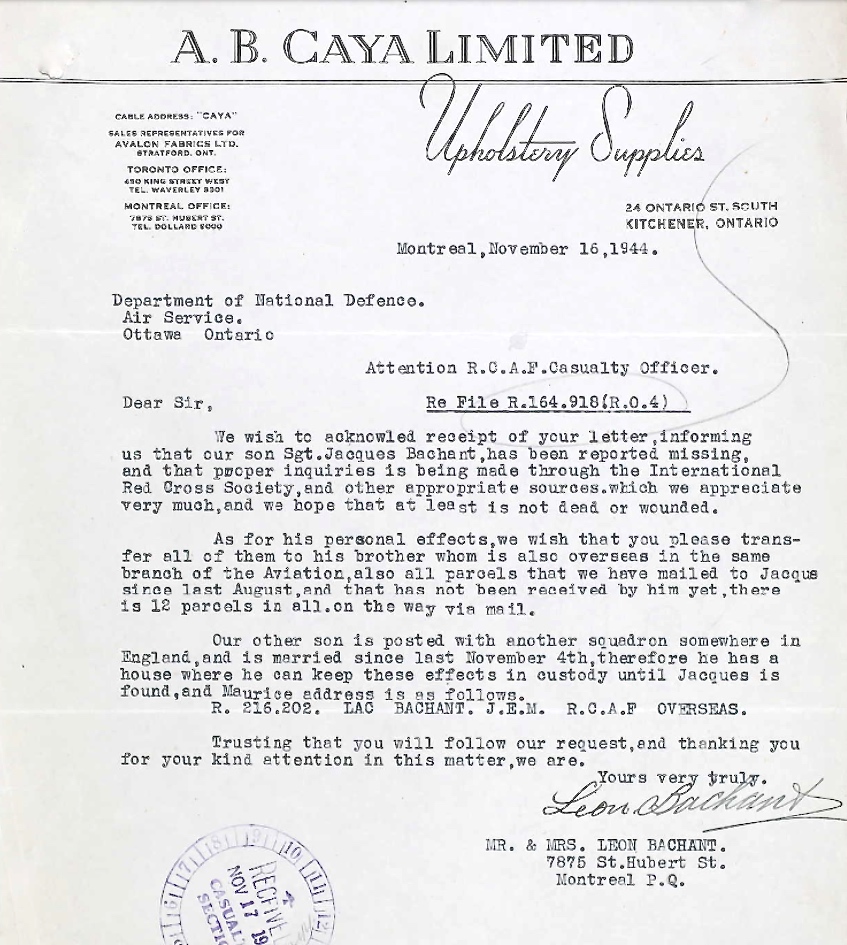 A. B. CAYA LIMITED
Upholstery Supplies
CABLE ADDRESS: "CAYA"
SALES REPRESENTATIVES FOR
AVALON FABRICS LTD.
STRATFORD, ONT.
TORONTO OFFICE:
490 KING STREET WEST
TEL. WAVERLEY 8301
MONTREAL OFFICE:
7875 ST. HUBERT ST.
TEL. DOLLARD 5000
24 ONTARIO ST. SOUTH
KITCHENER, ONTARIO
Montreal,November 16,1944.
Department of National Defence.
Air Service.
Ottawa Ontario
Attention R.C.A.F.Casualty Officer.
Dear Sir,
Re File R.164.918(R.O.4)
We wish to acknowled receipt of your letter,informing
us that our son Sgt.Jacques Bachant,has been reported missing,
and that proper inquiries is being made through the International
Red Cross Society,and other appropriate sources.which we appreciate
very much,and we hope that at least is not dead or wounded.
As for his personal effects,we wish that you please trans-
fer all of them to his brother whom is also overseas in the same
branch of the Aviation,also all parcels that we have mailed to Jacque
since last August,and that has not been received by him yet,there
is 12 parcels in all.on the way via mail.
Our other son is posted with another squadron somewhere in
England,and is married since last November 4th,therefore he has a
house where he can keep these effects in custody until Jacques is
found,and Maurice address is as follows.
R. 216.202. LAC BACHANT. J.E.M. R.C.A.F OVERSEAS.
Trusting that you will follow our request,and thanking you
for your kind attention in this matter,we are.
Yours very truly.
Leon Bachant
MR. & MRS. LEON BACHANT.
7875 St.Hubert St.
Montreal P.Q.
16 17 18 19 10 11 12
RECEIVE
NOV 17 19
CASUAL
SECTIO